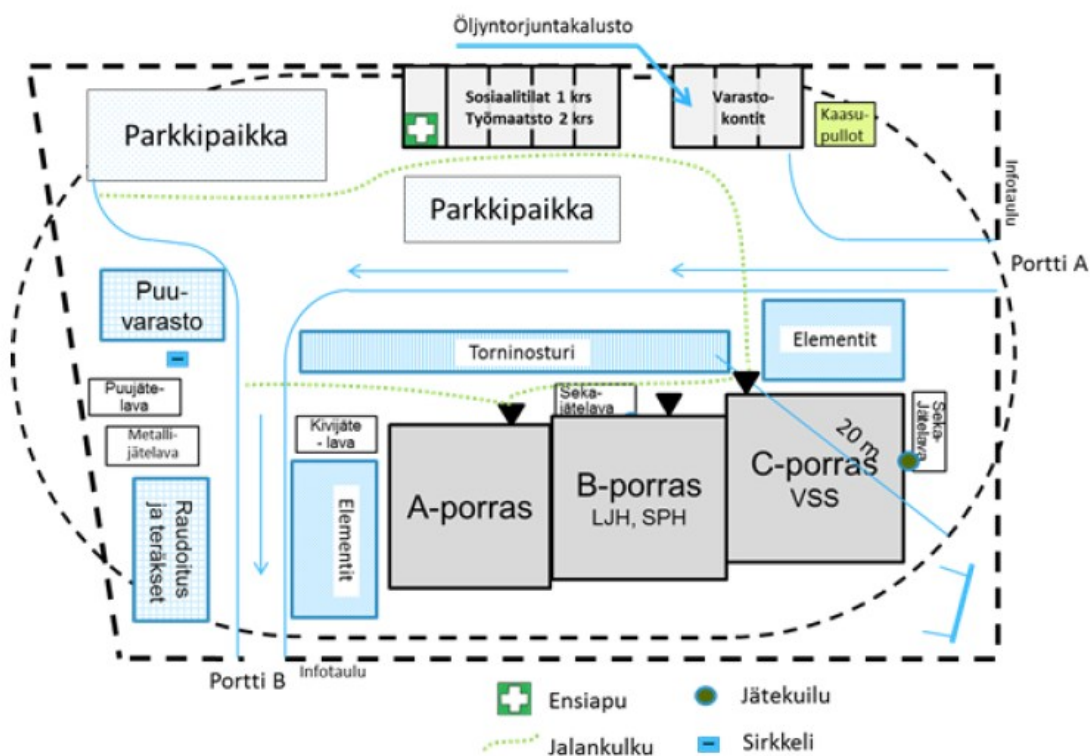 Öljyntorjuntakalusto
Parkkipaikka
Sosiaalitilat 1 krs
Työmaatsto 2 krs
Varasto-
kontit
Kaasu-
pullot
Infotaulu
Parkkipaikka
Portti A
Puu-
varasto
Torninosturi
Elementit
Puujäte-
lava
Metalli-
jätelava
Kivijäte
- lava
Seka-
jätelava
Seka-
Jätelava
20 m
Raudoitus
ja teräkset
Elementit
A-porras
B-porras
LJH, SPH
C-porras
VSS
Portti B
Infotaulu
Ensiapu
Jätekuilu
Jalankulku
Sirkkeli